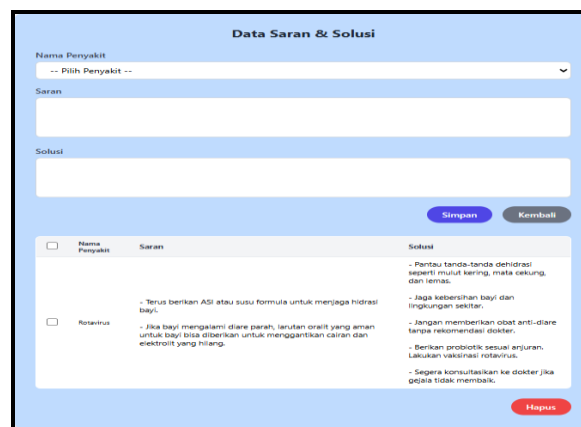 Data Saran & Solusi
Nama Penyakit
-- Pilih Penyakit --
Saran
Solusi
Simpan
Kembali
Nama
Penyakit
Saran
Solusi
Rotavirus
- Terus berikan ASI atau susu formula untuk menjaga hidrasi
bayi.
- Jika bayi mengalami diare parah, larutan oralit yang aman
untuk bayi bisa diberikan untuk menggantikan cairan dan
elektrolit yang hilang.
- Pantau tanda-tanda dehidrasi
seperti mulut kering, mata cekung,
dan lemas.
- Jaga kebersihan bayi dan
lingkungan sekitar.
- Jangan memberikan obat anti-diare
tanpa rekomendasi dokter.
- Berikan probiotik sesuai anjuran.
Lakukan vaksinasi rotavirus.
- Segera konsultasikan ke dokter jika
gejala tidak membaik.
Hapus